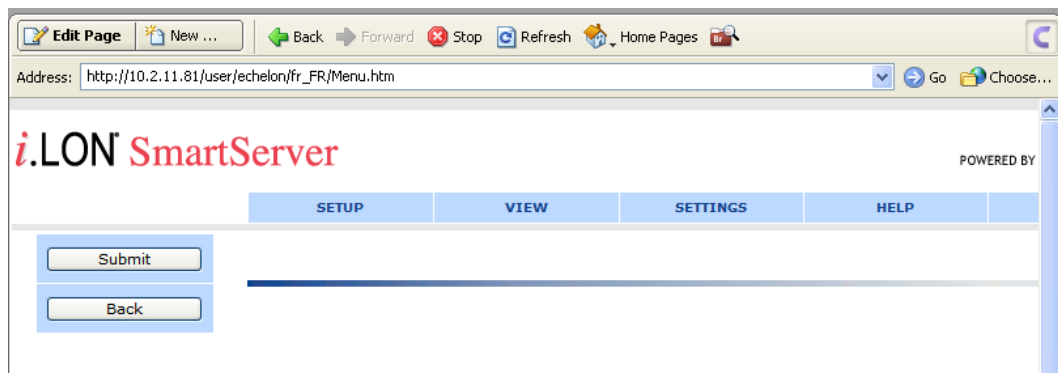 Edit Page New ... Back Forward Stop Refresh Home Pages
Address: http://10.2.11.81/user/echelon/fr_FR/Menu.htm Go Choose...
i.LON® SmartServer
POWERED BY
SETUP VIEW SETTINGS HELP
Submit
Back